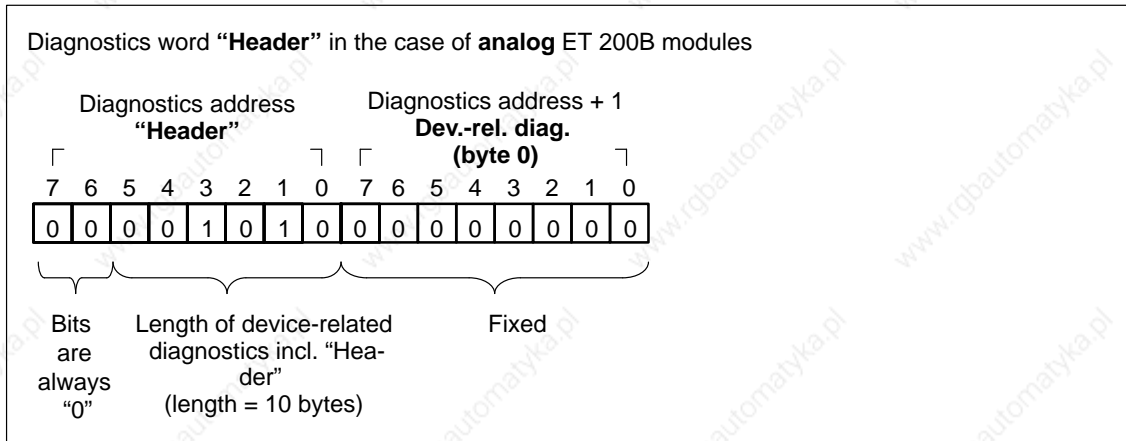 Diagnostics word “Header” in the case of analog ET 200B modules
Diagnostics address
“Header”
Diagnostics address + 1
Dev.-rel. diag.
(byte 0)
7 6 5 4 3 2 1 0 7 6 5 4 3 2 1 0
0 0 0 0 1 0 1 0 0 0 0 0 0 0 0 0
Bits
are
always
“0”
Length of device-related
diagnostics incl. “Hea-
der”
(length = 10 bytes)
Fixed
www.rgbautomatyka.pl